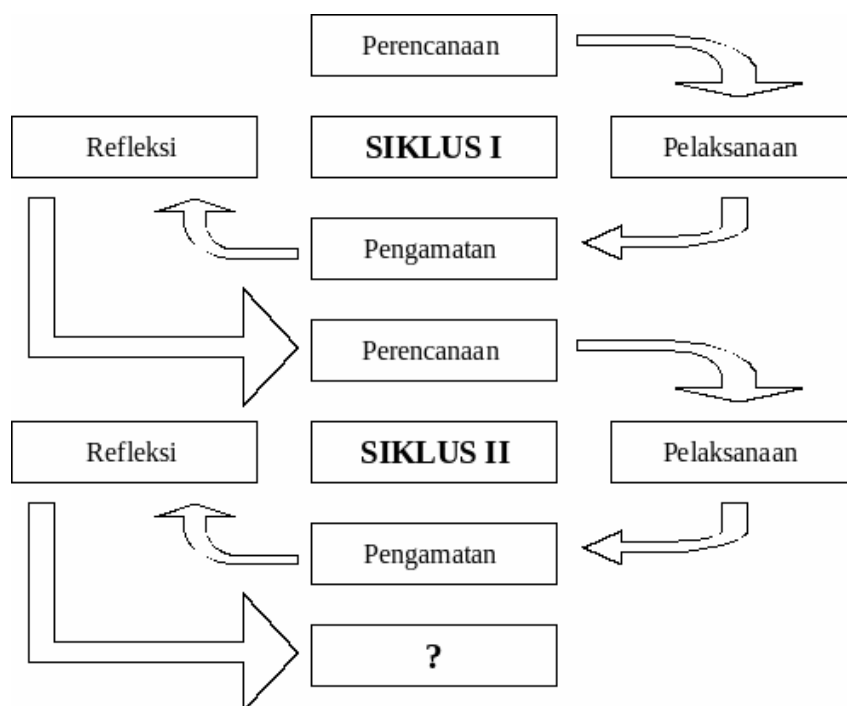 Perencanaan
Refleksi
SIKLUS I
Pelaksanaan
Pengamatan
Perencanaan
Refleksi
SIKLUS II
Pelaksanaan
Pengamatan
?